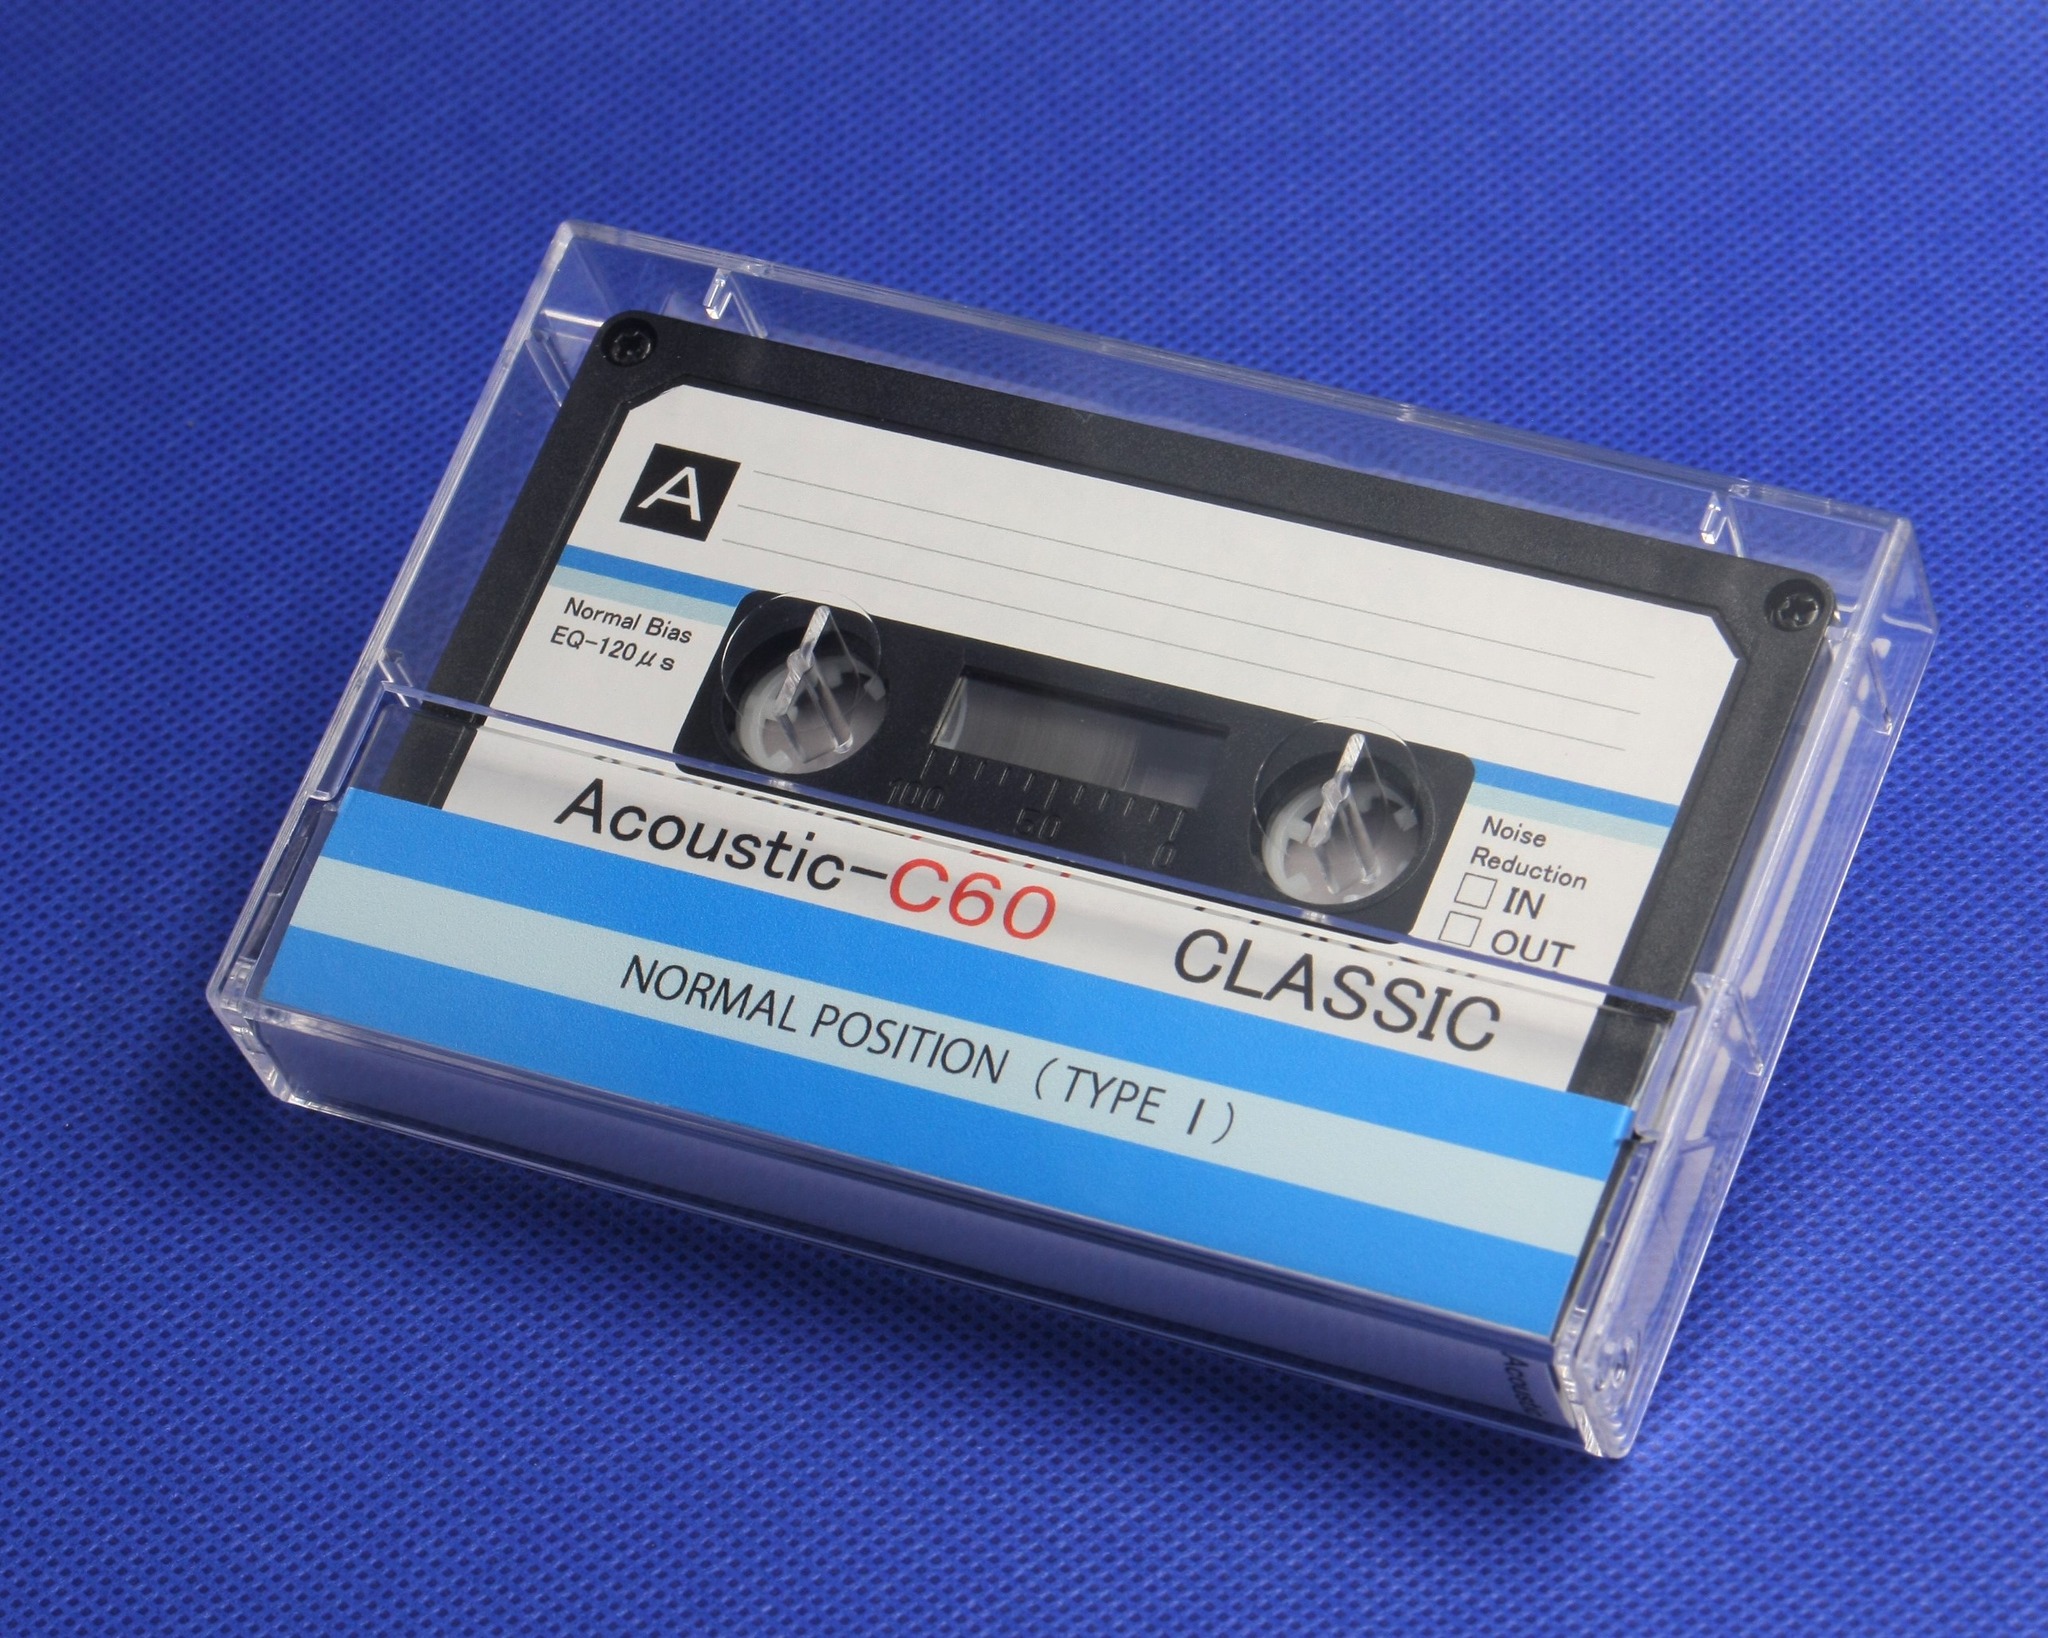 A
Normal Bias
EQ-120μs
100
50
0
Noise
Reduction
IN
OUT
Acoustic-C60
CLASSIC
NORMAL POSITION (TYPE I)